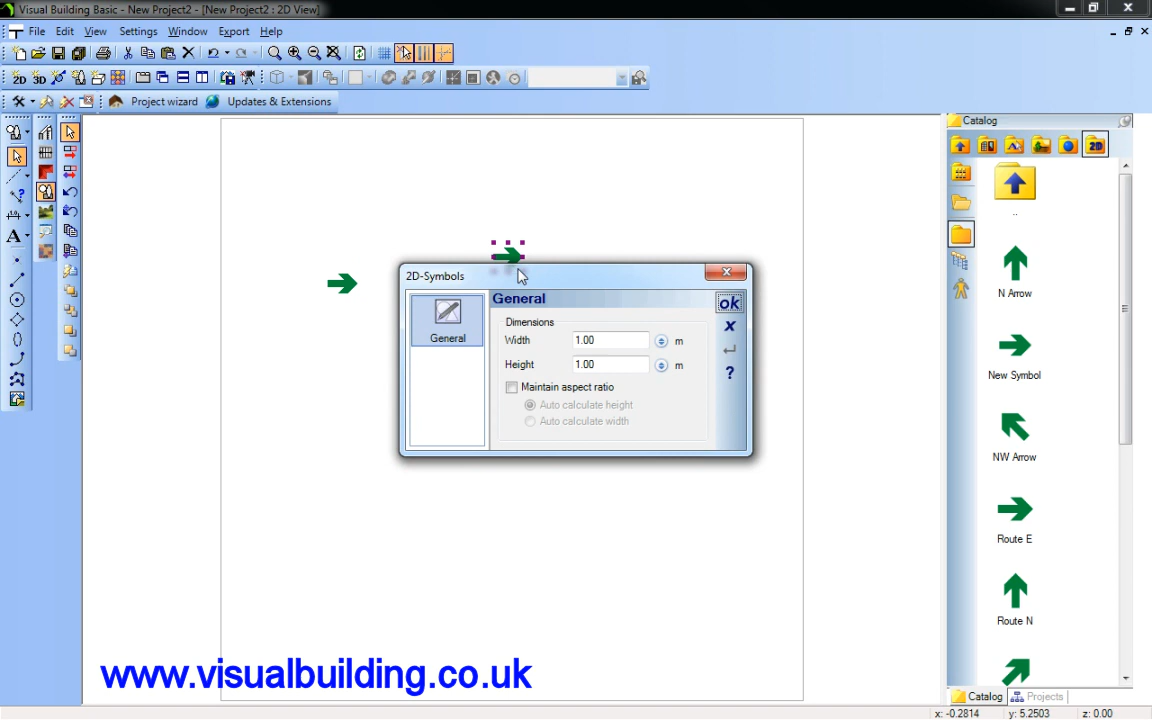 Visual Building Basic - New Project2 - [New Project2 : 2D View]
File Edit View Settings Window Export Help
2D 3D
Project wizard Updates & Extensions
Catalog
2D
..
N Arrow
New Symbol
NW Arrow
Route E
Route N
2D-Symbols
General
General
ok
x
?
Dimensions
Width 1.00 m
Height 1.00 m
Maintain aspect ratio
Auto calculate height
Auto calculate width
A
www.visualbuilding.co.uk
Catalog Projects
x: -0.2814 y: 5.2503 z: 0.00